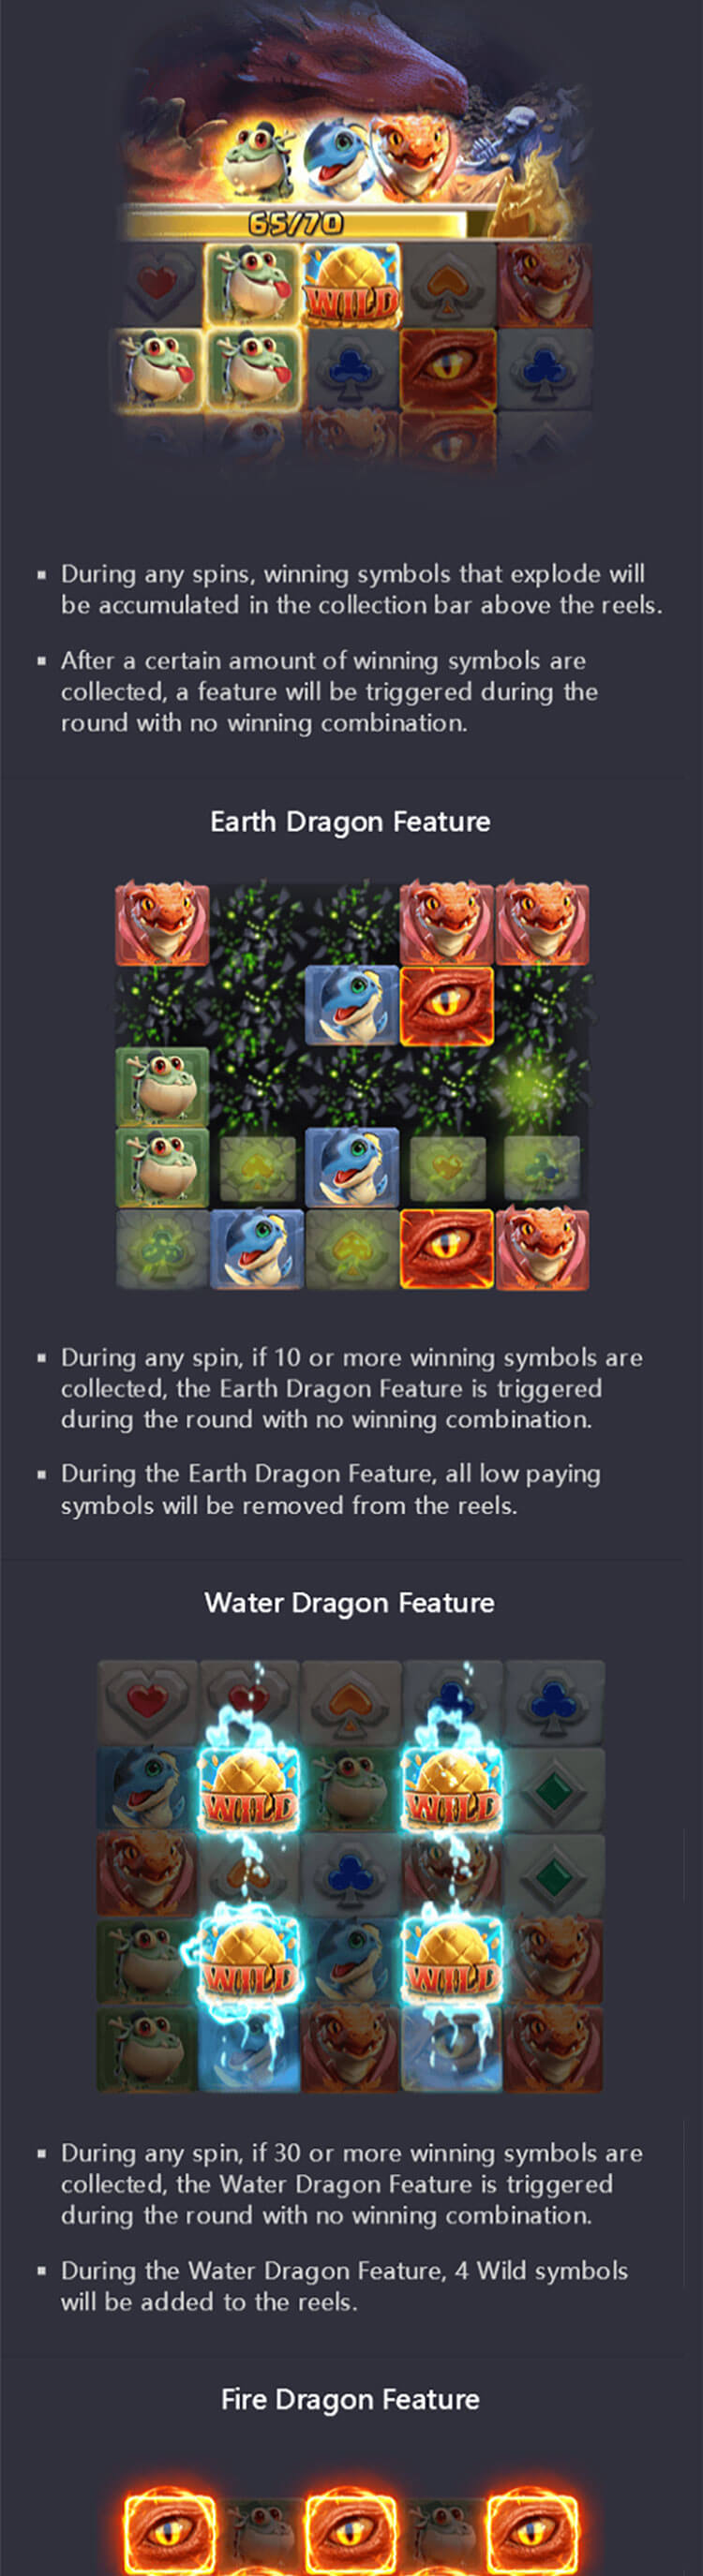 65/70
WILD
During any spins, winning symbols that explode will
be accumulated in the collection bar above the reels.
After a certain amount of winning symbols are
collected, a feature will be triggered during the
round with no winning combination.
Earth Dragon Feature
During any spin, if 10 or more winning symbols are
collected, the Earth Dragon Feature is triggered
during the round with no winning combination.
During the Earth Dragon Feature, all low paying
symbols will be removed from the reels.
Water Dragon Feature
WILD WILD
WILD WILD
During any spin, if 30 or more winning symbols are
collected, the Water Dragon Feature is triggered
during the round with no winning combination.
During the Water Dragon Feature, 4 Wild symbols
will be added to the reels.
Fire Dragon Feature